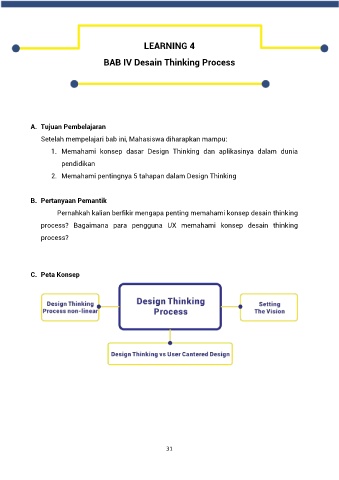 LEARNING 4
BAB IV Desain Thinking Process
A. Tujuan Pembelajaran
Setelah mempelajari bab ini, Mahasiswa diharapkan mampu:
1. Memahami konsep dasar Design Thinking dan aplikasinya dalam dunia
pendidikan
2. Memahami pentingnya 5 tahapan dalam Design Thinking
B. Pertanyaan Pemantik
Pernahkah kalian berfikir mengapa penting memahami konsep desain thinking
process? Bagaimana para pengguna UX memahami konsep desain thinking
process?
C. Peta Konsep
Design Thinking
Process non-linear
Design Thinking
Process
Setting
The Vision
Design Thinking vs User Cantered Design
31